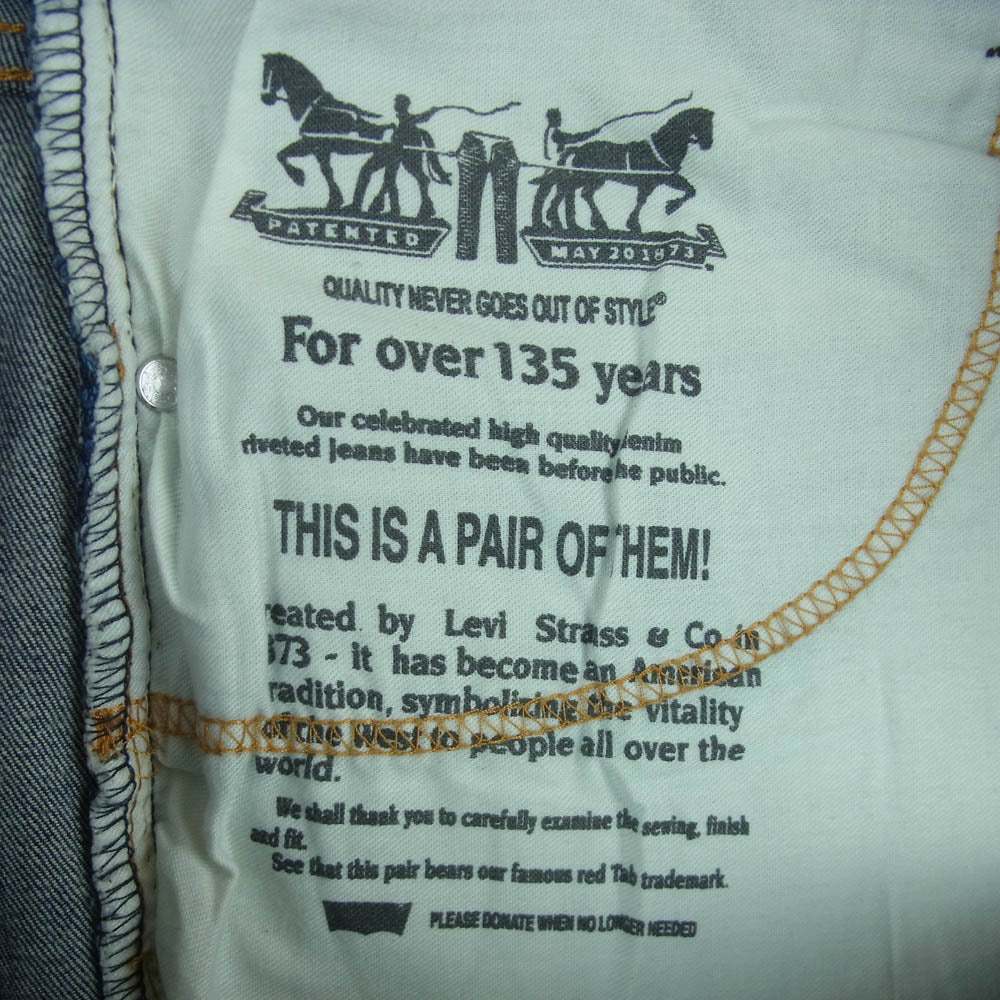 PATENTED
MAY 20 1873
QUALITY NEVER GOES OUT OF STYLE®
For over 135 years
Our celebrated high quality enim
riveted jeans have been before he public.
THIS IS A PAIR OF HEM!
reated by Levi Strass & Co in
873 - it has become an American
radition, symbolizing the vitality
of the West to people all over the
world.
We shall thank you to carefully examine the sewing, finish
and fit.
See that this pair bears our famous red Tab trademark.
PLEASE DONATE WHEN NO LONGER NEEDED